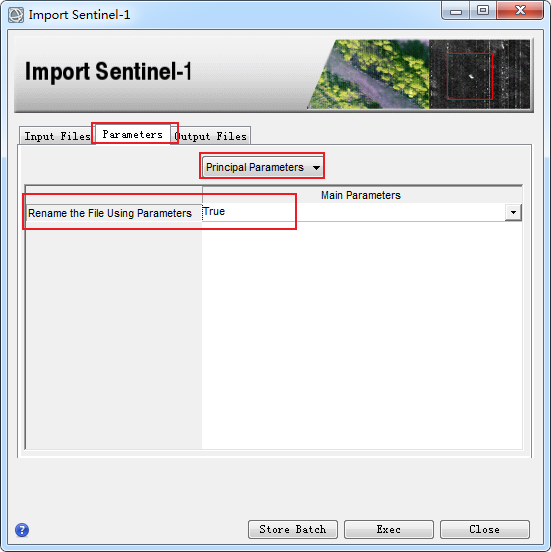 Import Sentinel-1
Import Sentinel-1
Input Files Parameters Output Files
Principal Parameters
Main Parameters
Rename the File Using Parameters True
?
Store Batch Exec Close